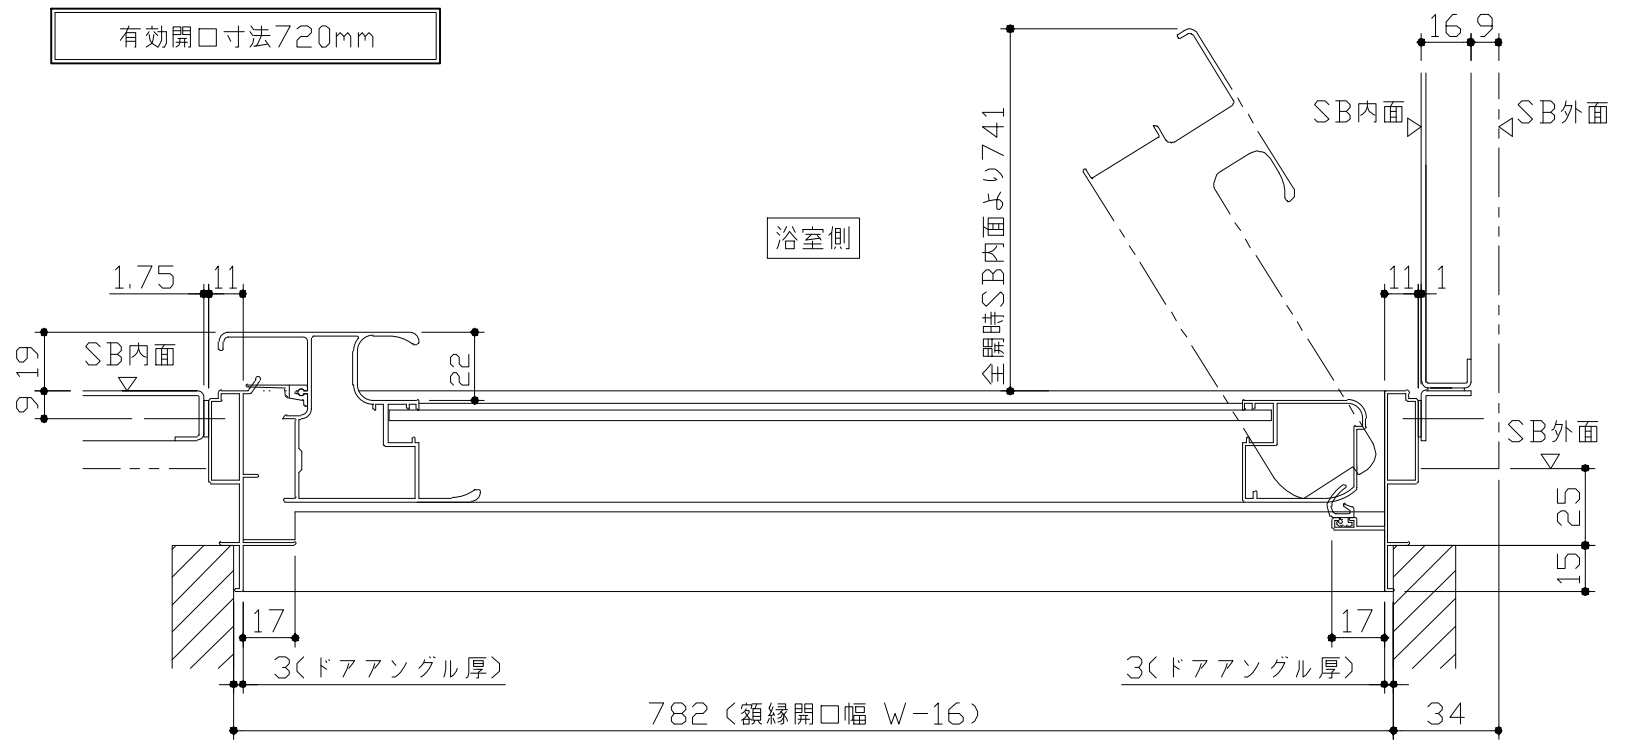 有効開口寸法720mm
16
9
SB内面
SB外面
全開時SB内面より741
浴室側
1.75
11
11
1
19
SB内面
22
9
SB外面
25
15
17
17
3(ドアアングル厚)
3(ドアアングル厚)
782(額縁開口幅 W-16)
34